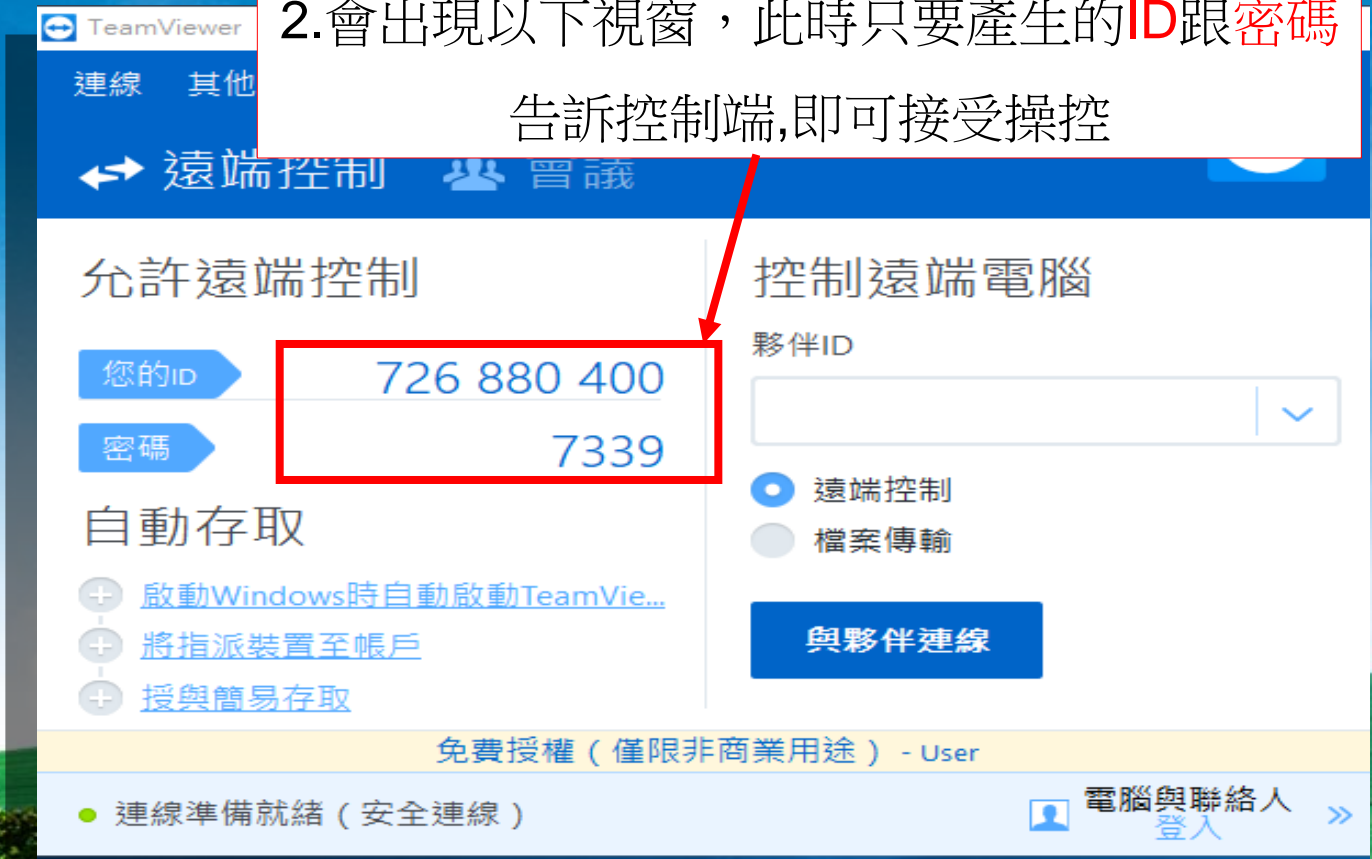 TeamViewer
2.會出現以下視窗，此時只要產生的ID跟密碼
告訴控制端,即可接受操控
連線 其他
遠端控制 會議
允許遠端控制
您的ID 726 880 400
密碼 7339
自動存取
啟動Windows時自動啟動TeamVie...
將指派裝置至帳戶
授與簡易存取
控制遠端電腦
夥伴ID
遠端控制
檔案傳輸
與夥伴連線
免費授權（僅限非商業用途） - User
連線準備就緒（安全連線）
電腦與聯絡人
登入